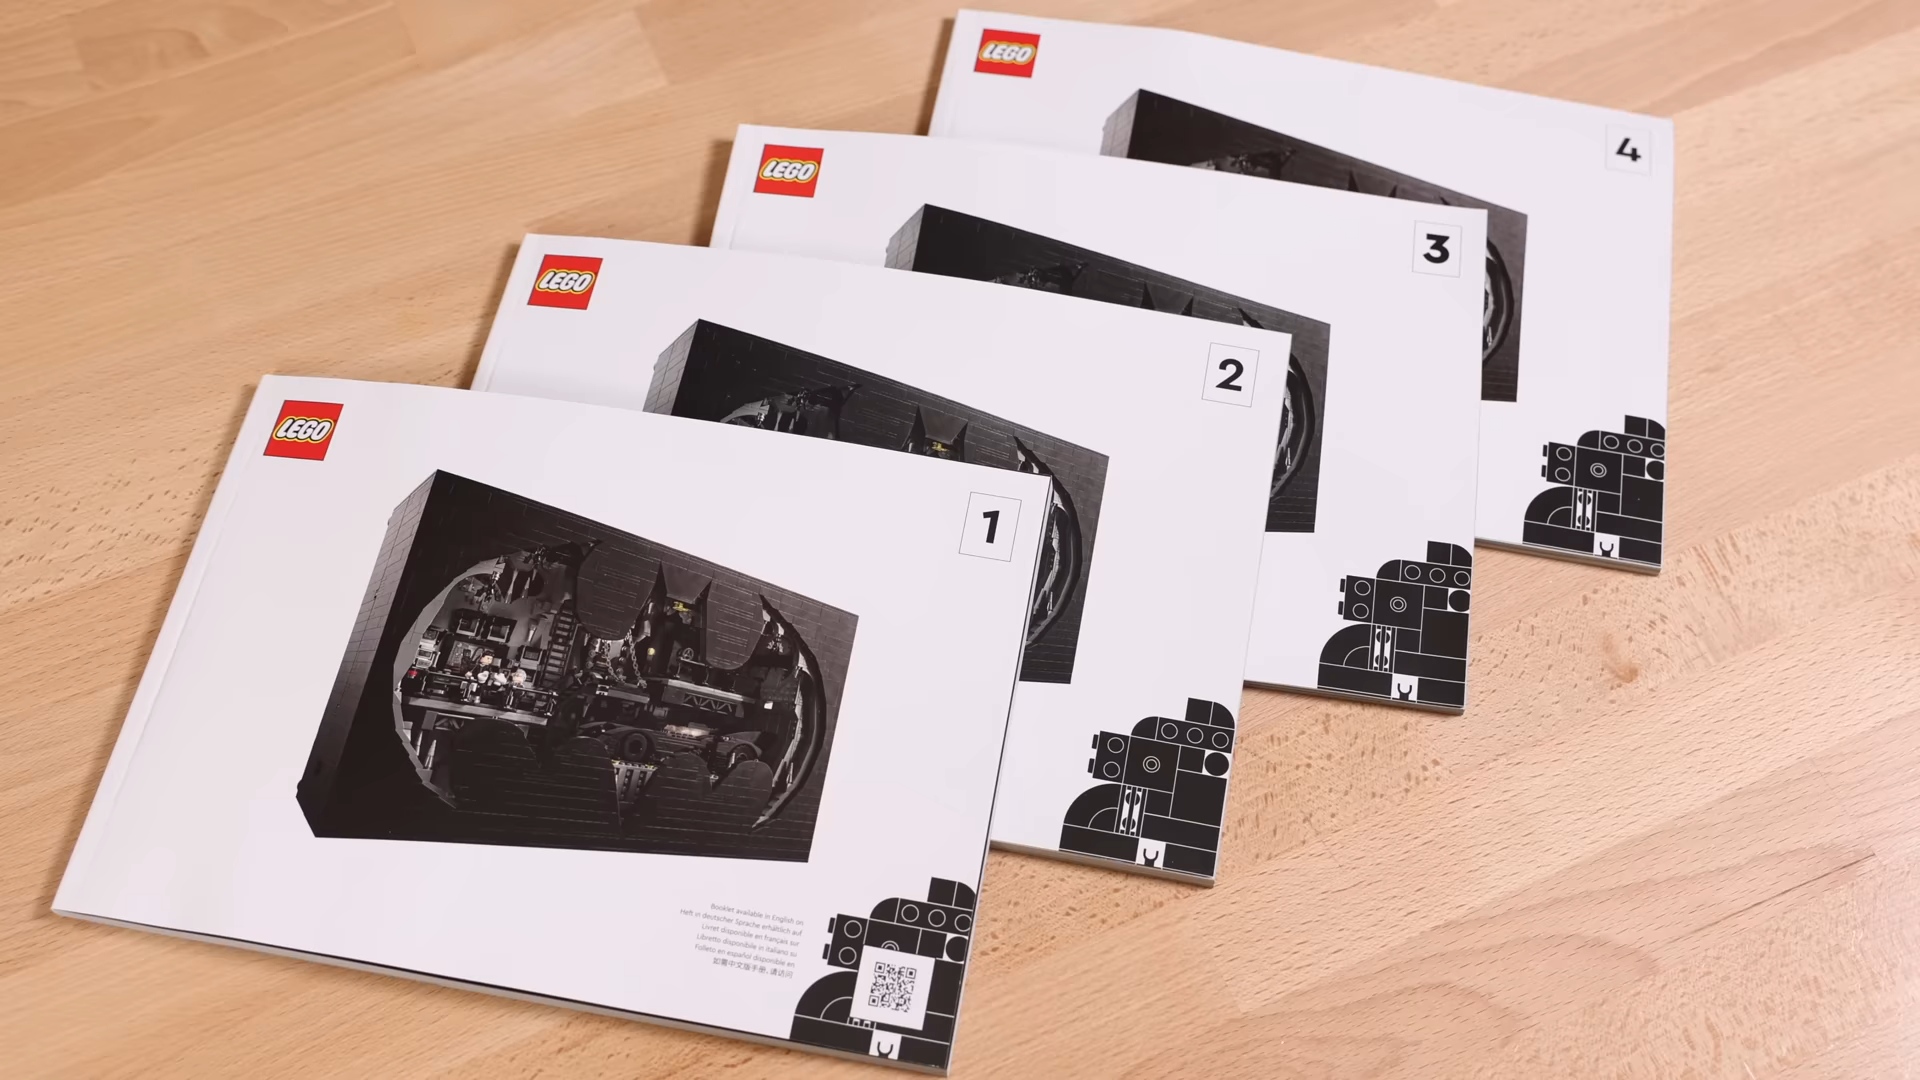 LEGO
4
LEGO
3
LEGO
2
LEGO
1
Booklet available in English on
Heft in deutscher Sprache erhältlich auf
Livret disponible en français sur
Libretto disponibile in italiano su
Folleto en español disponible en
如需中文版手册，请访问